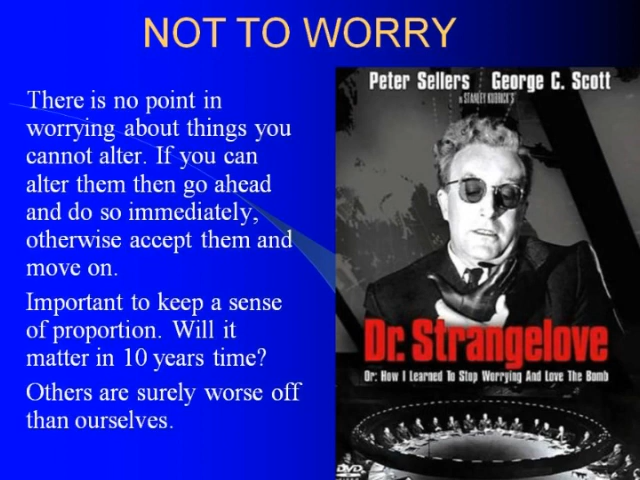 NOT TO WORRY
There is no point in
worrying about things you
cannot alter. If you can
alter them then go ahead
and do so immediately,
otherwise accept them and
move on.
Important to keep a sense
of proportion. Will it
matter in 10 years time?
Others are surely worse off
than ourselves.
Peter Sellers George C. Scott
in STANLEY KUBRICK'S
Dr. Strangelove
Or: How I Learned To Stop Worrying And Love The Bomb
DVD